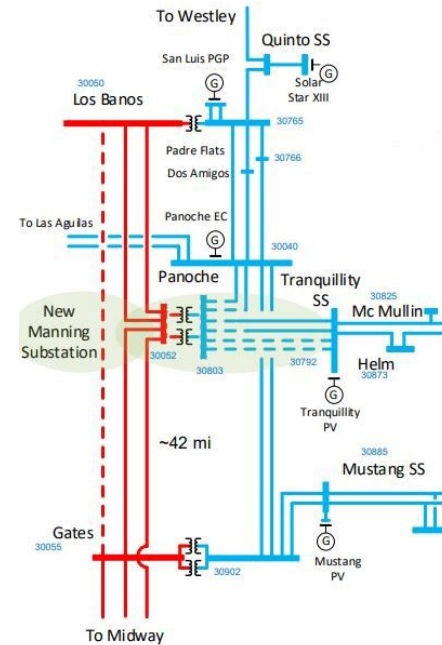 To Westley
Quinto SS
San Luis PGP
G
G
Solar
Star XIII
30050
Los Banos
30765
Padre Flats
30766
Dos Amigos
To Las Aguilas
Panoche EC
G
30040
Panoche
Tranquillity
SS
30825
Mc Mullin
New
Manning
Substation
30052
30803
30792
Helm
30873
G
Tranquillity
PV
~42 mi
30885
Mustang SS
Gates
30055
G
30902
Mustang
PV
To Midway